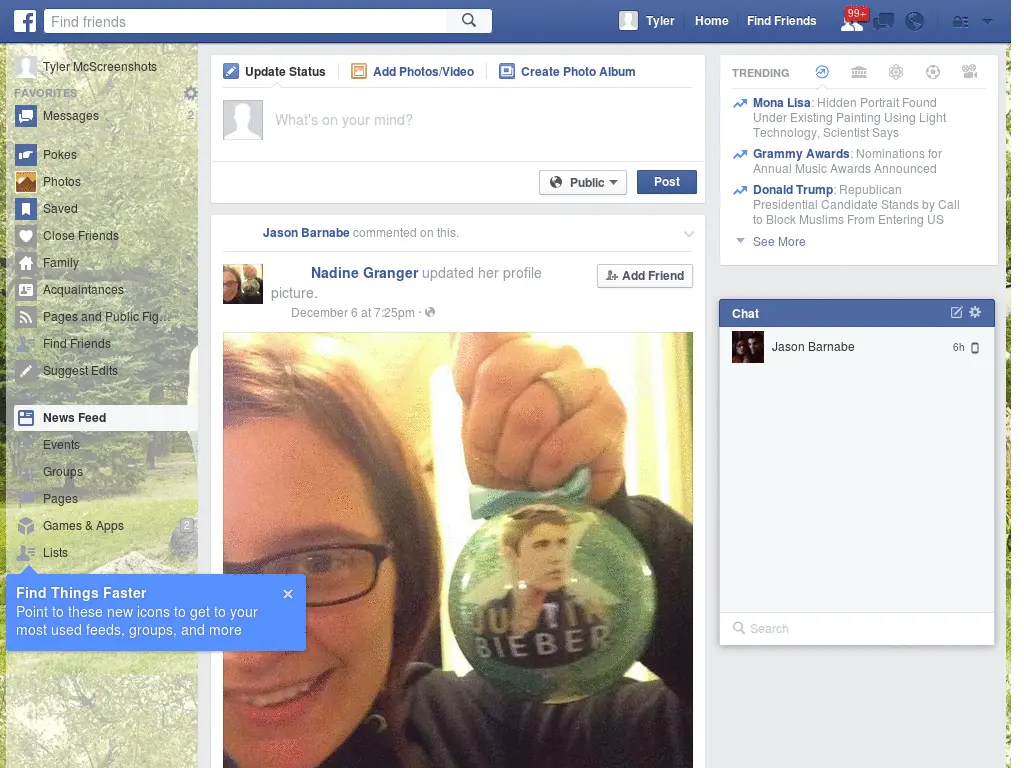 f
Find friends
Tyler
Home
Find Friends
99+
Tyler McScreenshots
FAVORITES
Messages
2
Pokes
Photos
Saved
Close Friends
Family
Acquaintances
Pages and Public Fig...
Find Friends
Suggest Edits
News Feed
Events
Groups
Pages
Games & Apps
2
Lists
Find Things Faster
Point to these new icons to get to your
most used feeds, groups, and more
Update Status
Add Photos/Video
Create Photo Album
What's on your mind?
Public
Post
Jason Barnabe commented on this.
Nadine Granger updated her profile
picture.
December 6 at 7:25pm ·
Add Friend
JUSTIN
BIEBER
TRENDING
Mona Lisa: Hidden Portrait Found
Under Existing Painting Using Light
Technology, Scientist Says
Grammy Awards: Nominations for
Annual Music Awards Announced
Donald Trump: Republican
Presidential Candidate Stands by Call
to Block Muslims From Entering US
See More
Chat
Jason Barnabe
6h
Search